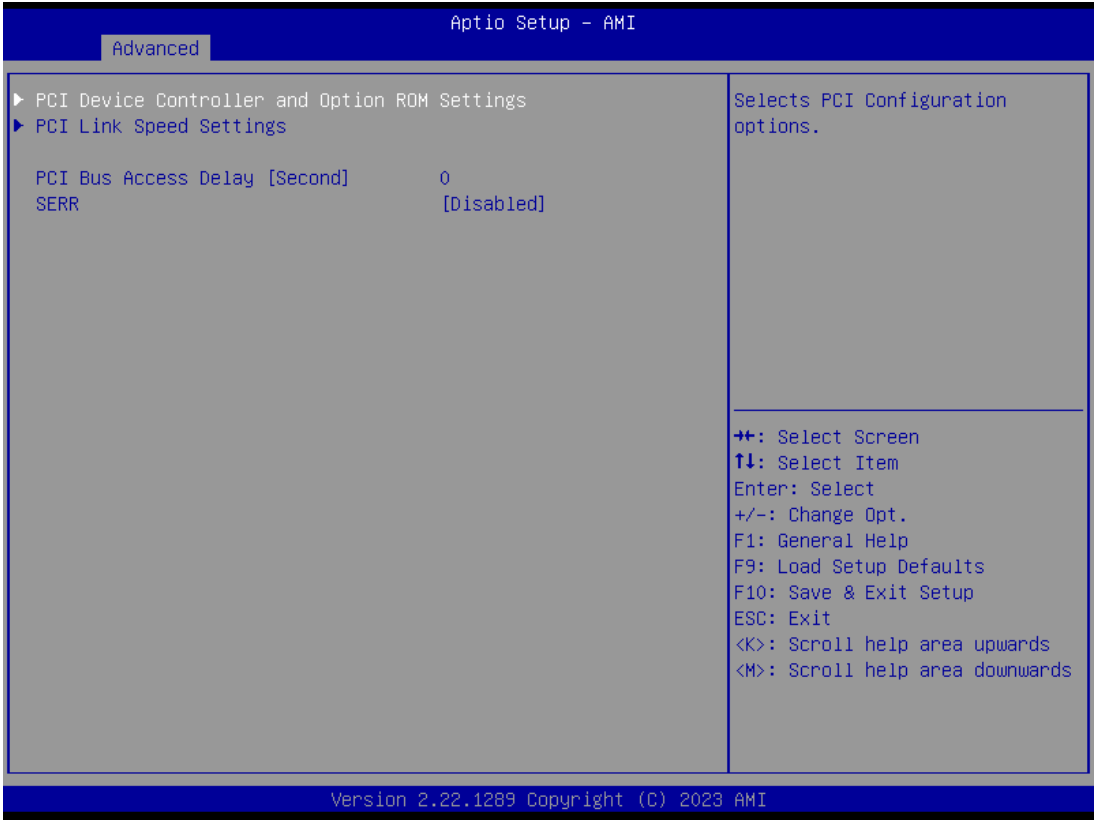 Aptio Setup – AMI
Advanced
▶ PCI Device Controller and Option ROM Settings
▶ PCI Link Speed Settings
PCI Bus Access Delay [Second] 0
SERR [Disabled]
Selects PCI Configuration
options.
→←: Select Screen
↑↓: Select Item
Enter: Select
+/-: Change Opt.
F1: General Help
F9: Load Setup Defaults
F10: Save & Exit Setup
ESC: Exit
<K>: Scroll help area upwards
<M>: Scroll help area downwards
Version 2.22.1289 Copyright (C) 2023 AMI